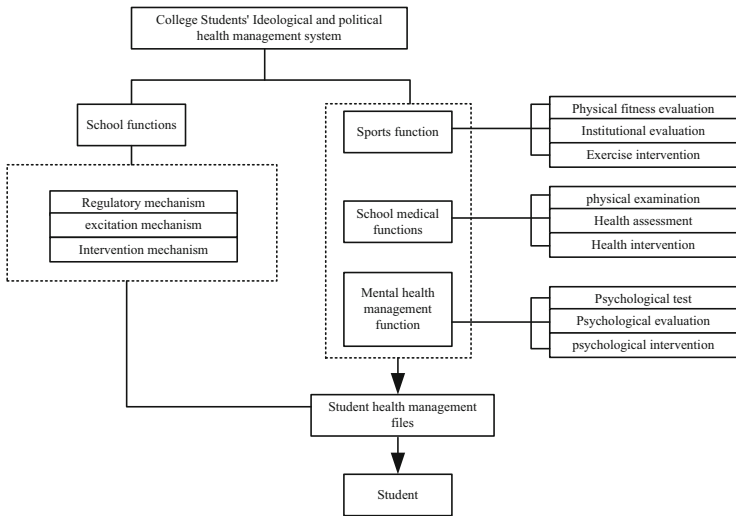 College Students' Ideological and political
health management system
School functions
Regulatory mechanism
excitation mechanism
Intervention mechanism
Sports function
School medical
functions
Mental health
management
function
Physical fitness evaluation
Institutional evaluation
Exercise intervention
physical examination
Health assessment
Health intervention
Psychological test
Psychological evaluation
psychological intervention
Student health management
files
Student